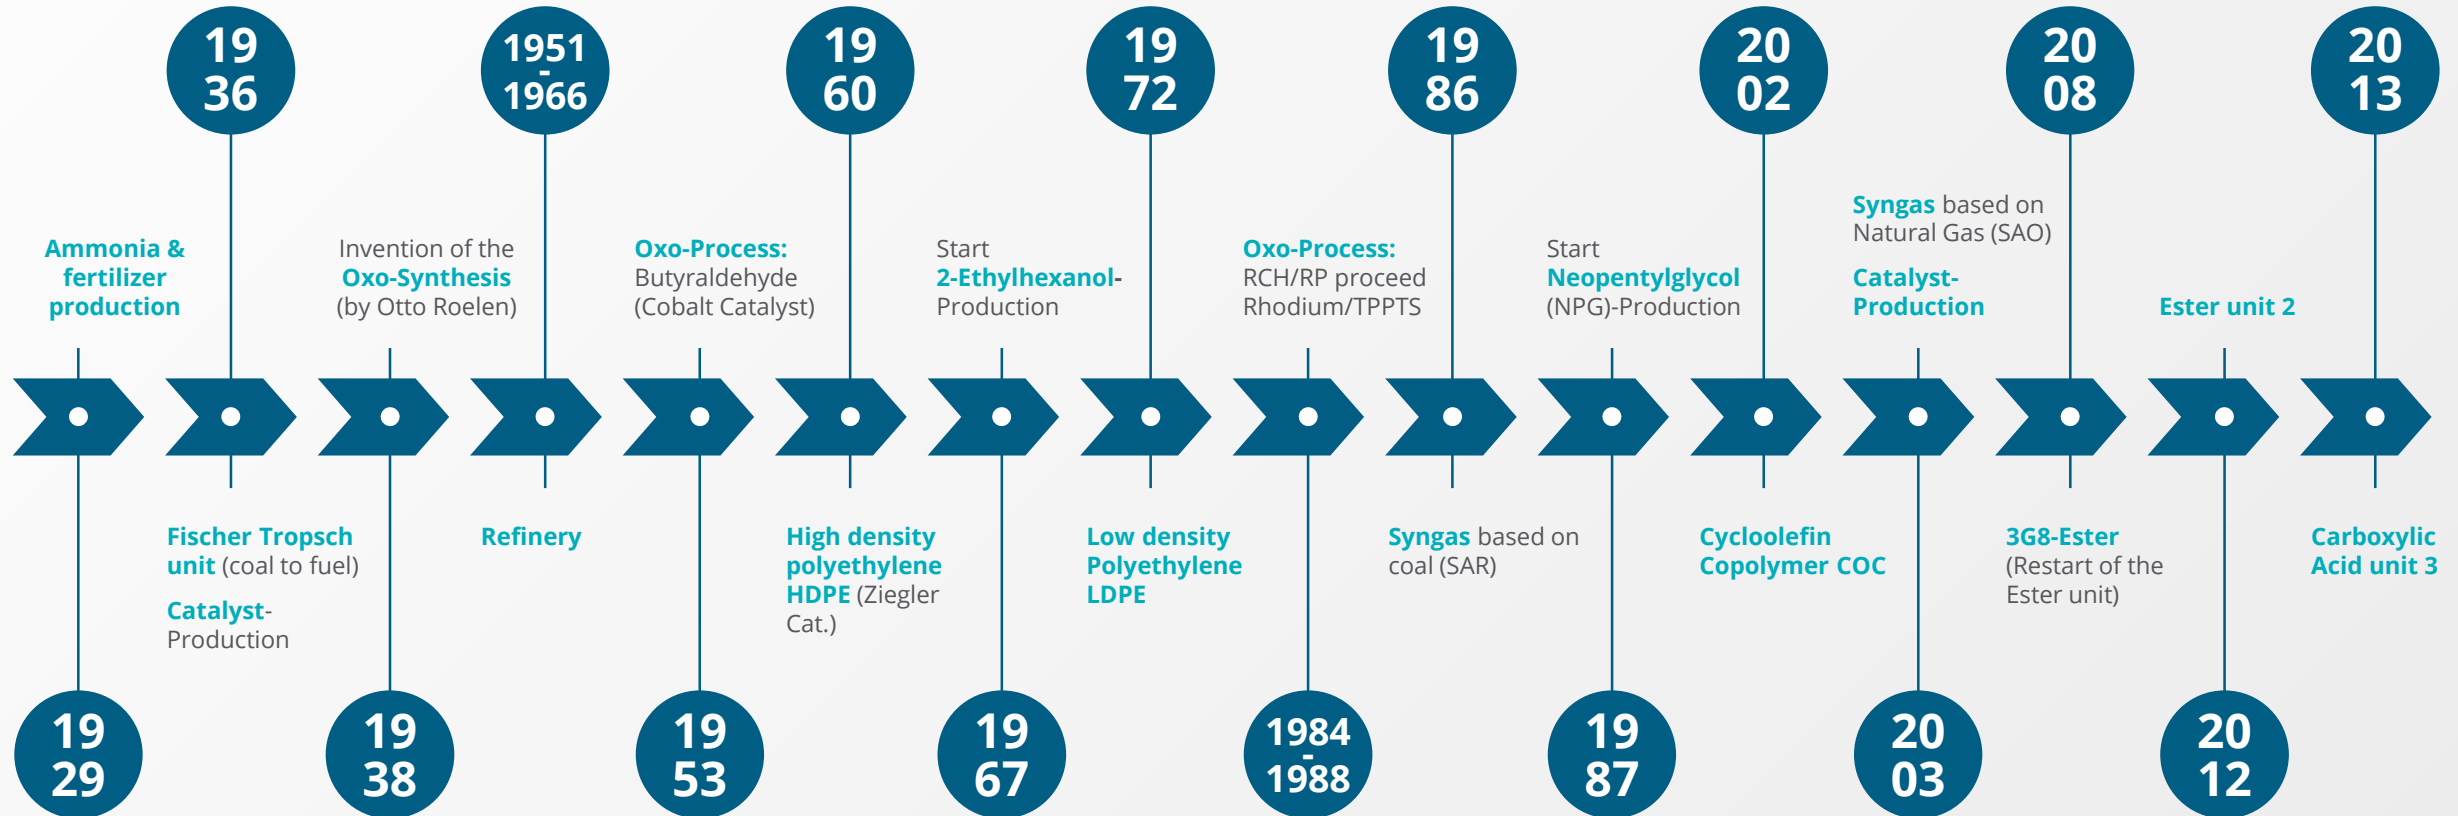 19
36
1951
-
1966
19
60
19
72
19
86
20
02
20
08
20
13
Ammonia &
fertilizer
production
Invention of the
Oxo-Synthesis
(by Otto Roelen)
Oxo-Process:
Butyraldehyde
(Cobalt Catalyst)
Start
2-Ethylhexanol-
Production
Oxo-Process:
RCH/RP proceed
Rhodium/TPPTS
Start
Neopentylglycol
(NPG)-Production
Syngas based on
Natural Gas (SAO)
Catalyst-
Production
Ester unit 2
Fischer Tropsch
unit (coal to fuel)
Catalyst-
Production
Refinery
High density
polyethylene
HDPE (Ziegler
Cat.)
Low density
Polyethylene
LDPE
Syngas based on
coal (SAR)
Cycloolefin
Copolymer COC
3G8-Ester
(Restart of the
Ester unit)
Carboxylic
Acid unit 3
19
29
19
38
19
53
19
67
1984
-
1988
19
87
20
03
20
12